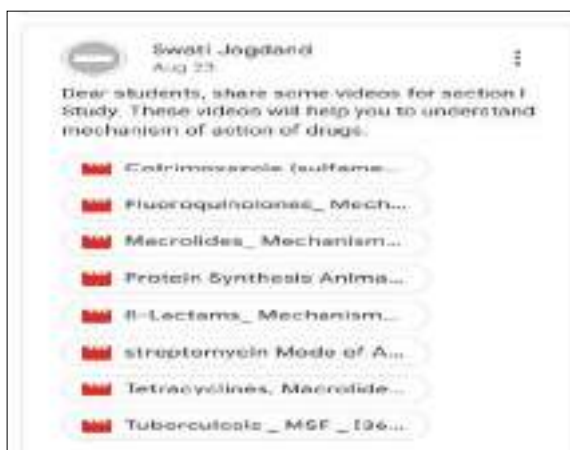 Swati Jogdand
Aug 23
Dear students, share some videos for section I
Study. These videos will help you to understand
mechanism of action of drugs.
Cotrimoxazole (sulfame...
Fluoroquinolones_ Mech...
Macrolides_ Mechanism...
Protein Synthesis Anima...
ß-Lactams_ Mechanism...
streptomycin Mode of A...
Tetracyclines, Macrolide...
Tuberculosis _ MSF _ [36...